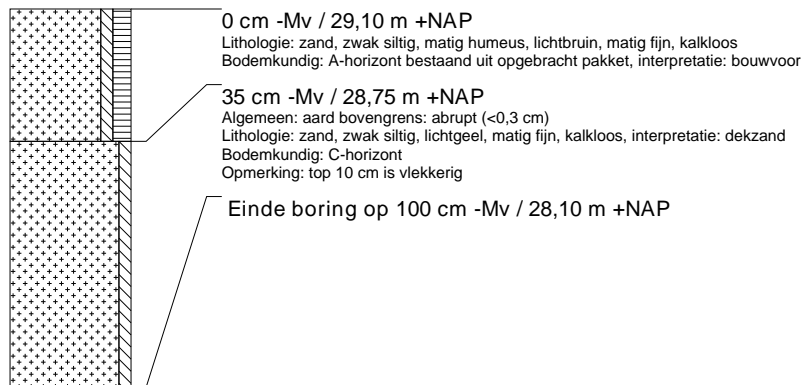 0 cm -Mv / 29,10 m +NAP
Lithologie: zand, zwak siltig, matig humeus, lichtbruin, matig fijn, kalkloos
Bodemkundig: A-horizont bestaand uit opgebracht pakket, interpretatie: bouwvoor
35 cm -Mv / 28,75 m +NAP
Algemeen: aard bovengrens: abrupt (<0,3 cm)
Lithologie: zand, zwak siltig, lichtgeel, matig fijn, kalkloos, interpretatie: dekzand
Bodemkundig: C-horizont
Opmerking: top 10 cm is vlekkerig
Einde boring op 100 cm -Mv / 28,10 m +NAP